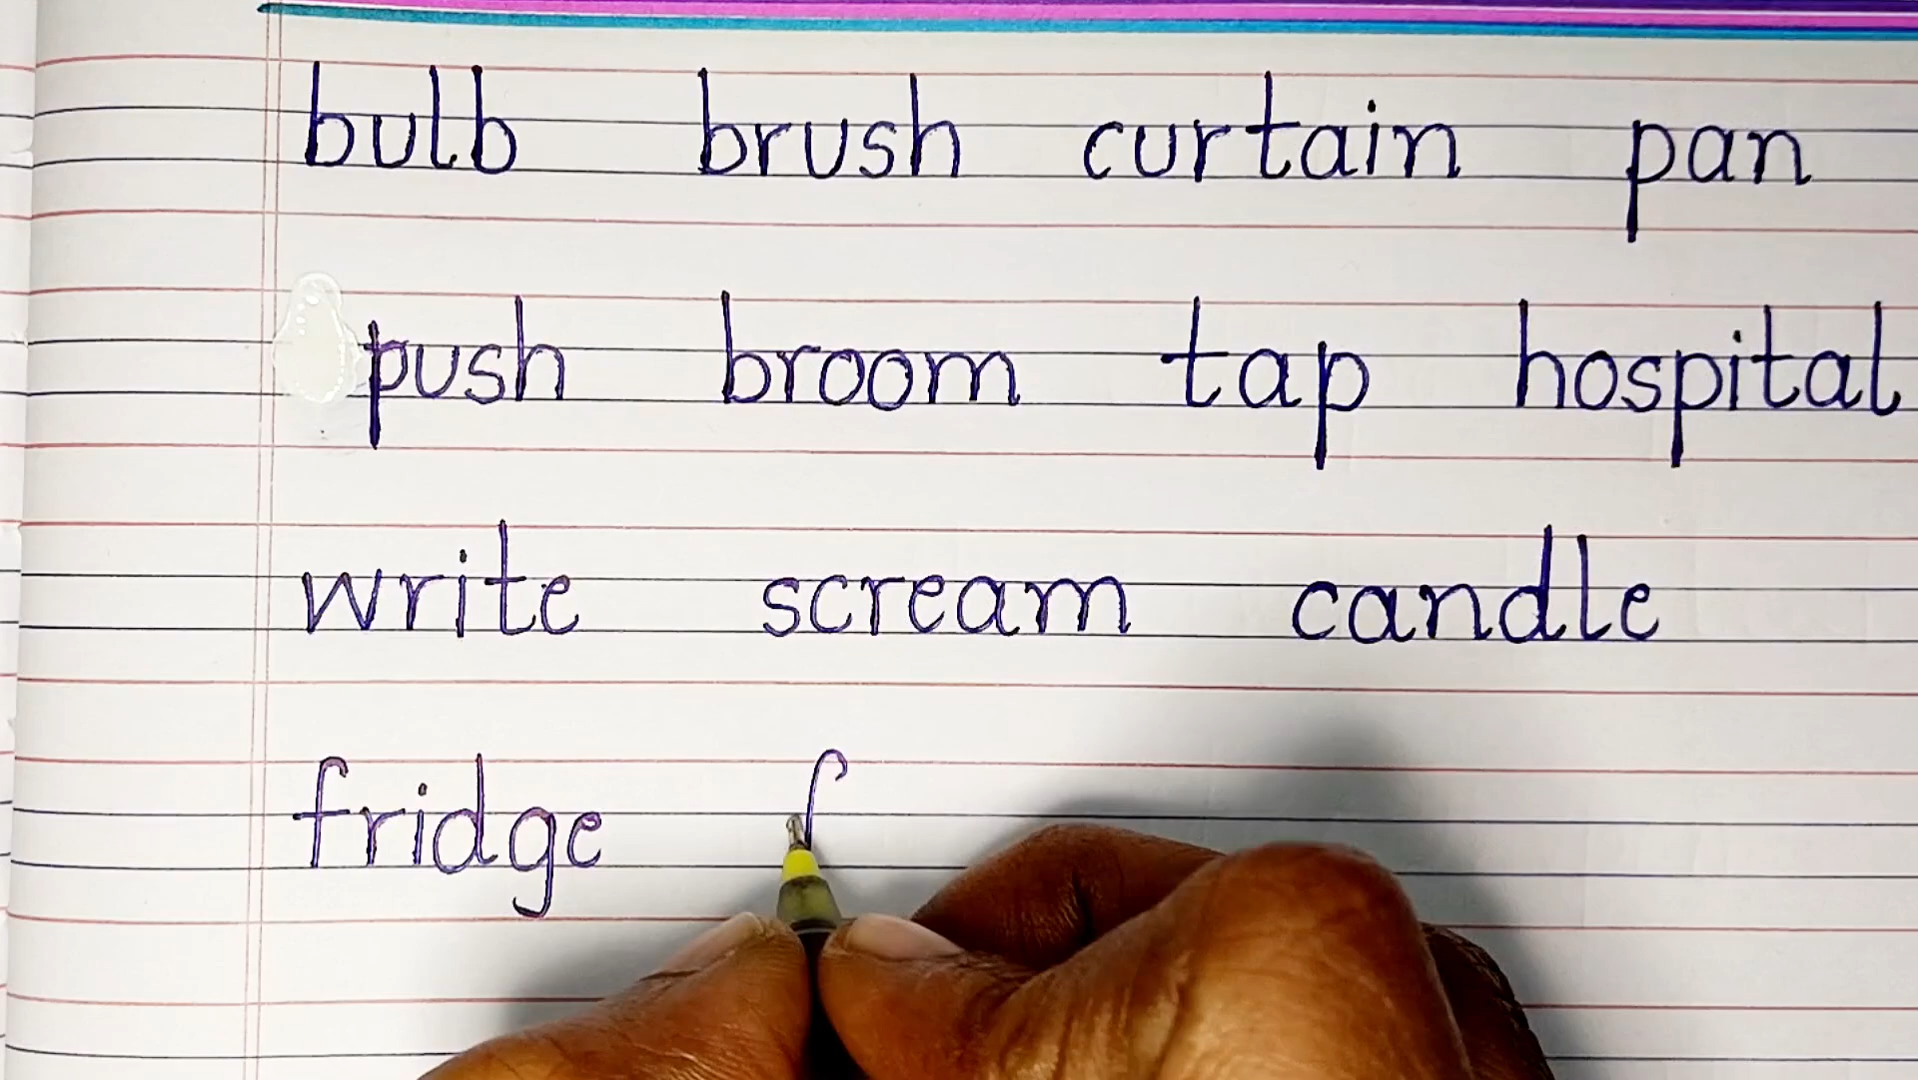 bulb brush curtain pan
push broom tap hospital
write scream candle
fridge f